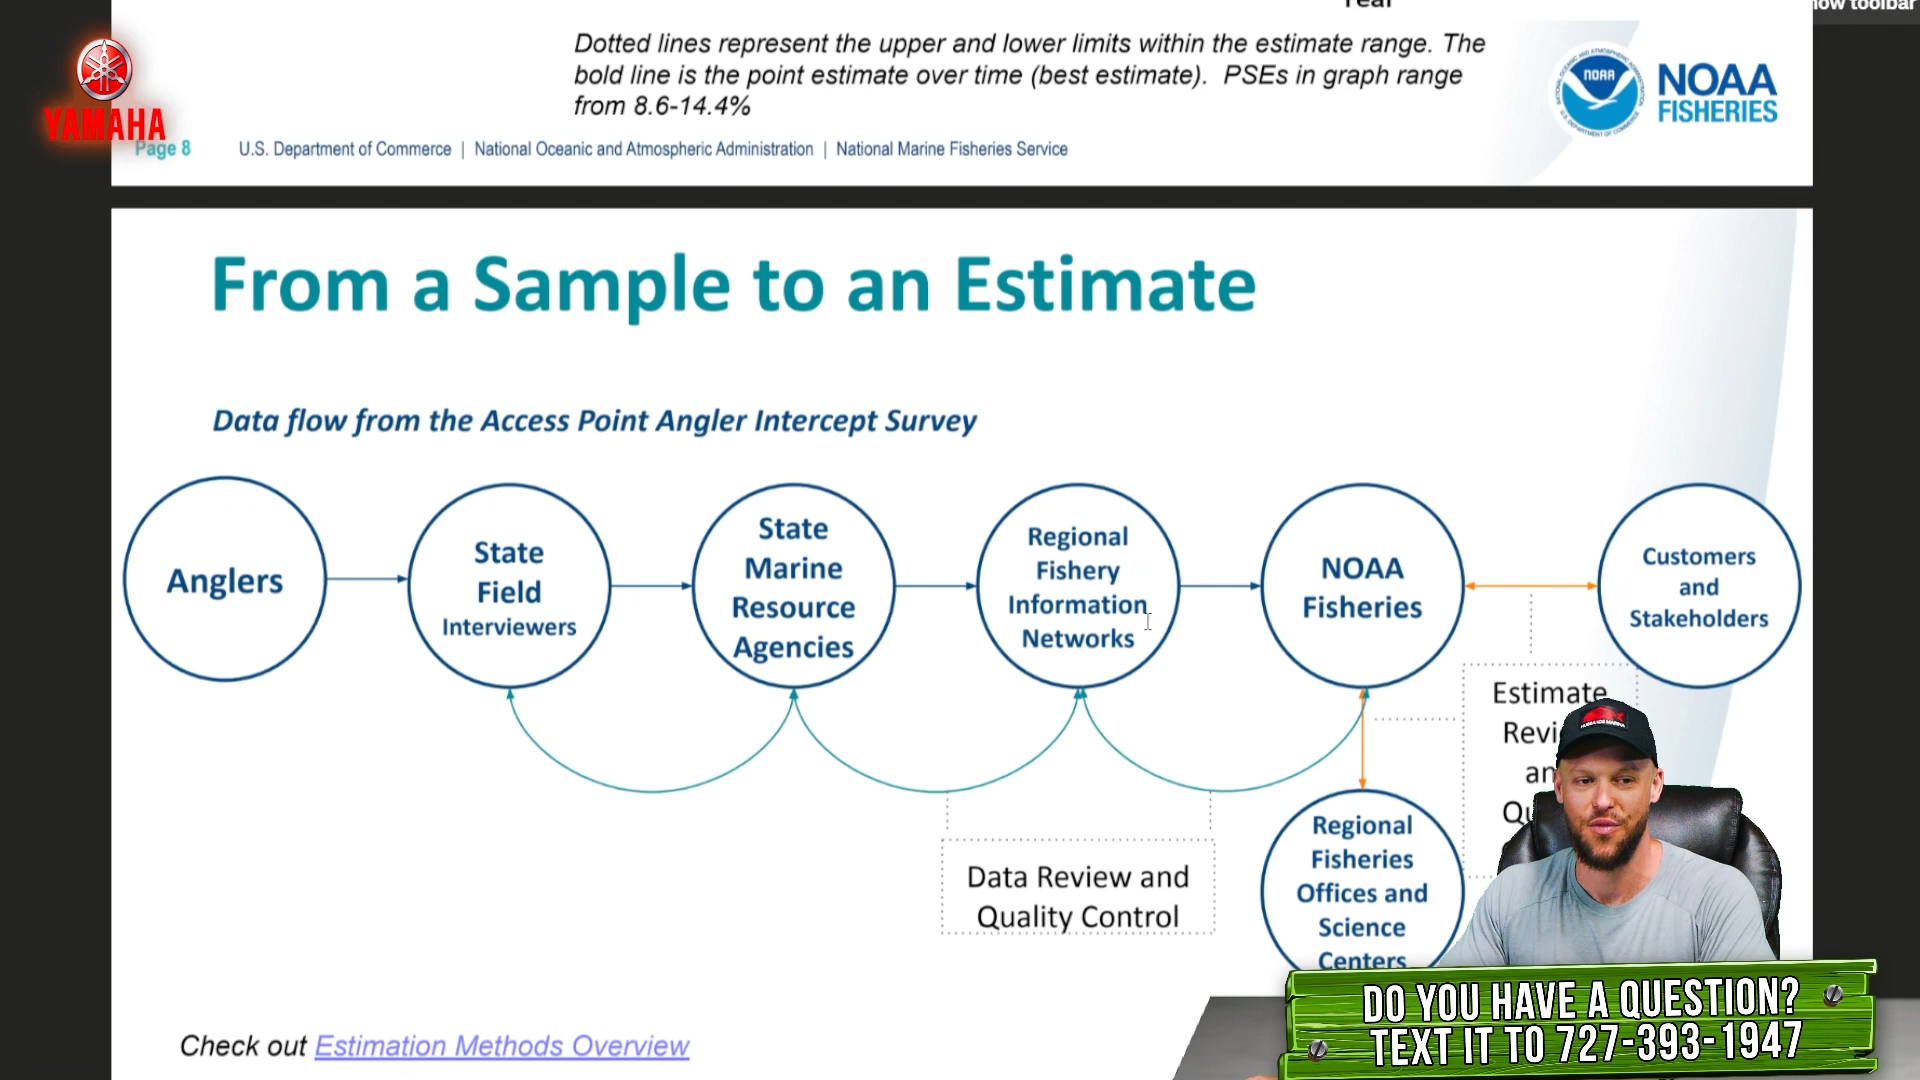 Dotted lines represent the upper and lower limits within the estimate range. The
bold line is the point estimate over time (best estimate). PSEs in graph range
from 8.6-14.4%
NOAA
NOAA
FISHERIES
YAMAHA
Page 8
U.S. Department of Commerce | National Oceanic and Atmospheric Administration | National Marine Fisheries Service
From a Sample to an Estimate
Data flow from the Access Point Angler Intercept Survey
Anglers
State
Field
Interviewers
State
Marine
Resource
Agencies
Regional
Fishery
Information
Networks
NOAA
Fisheries
Customers
and
Stakeholders
Estimate
Data Review and
Quality Control
Regional
Fisheries
Offices and
Science
Centers
DO YOU HAVE A QUESTION?
TEXT IT TO 727-393-1947
Check out Estimation Methods Overview